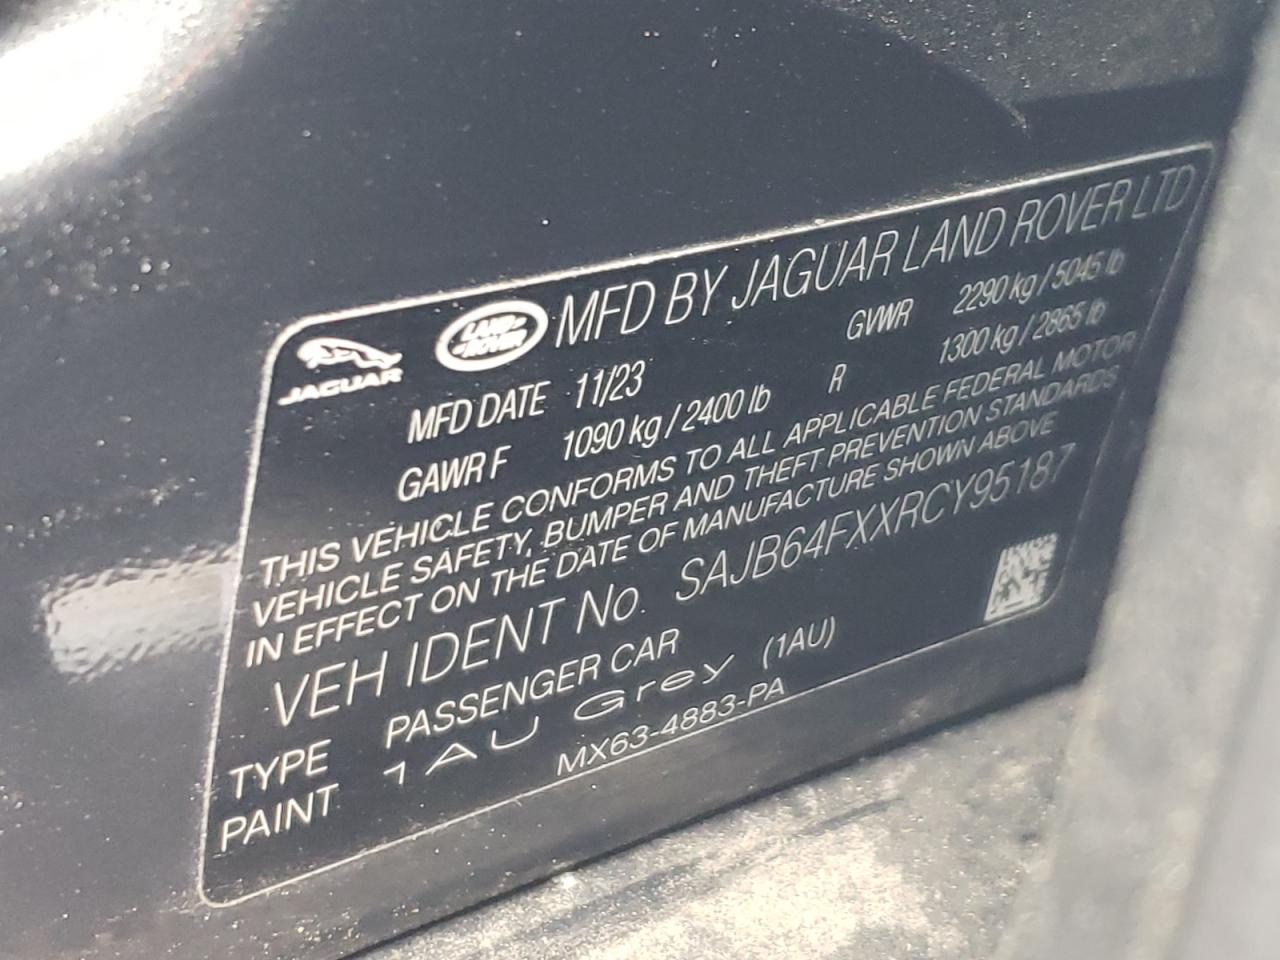 JAGUAR
LAND ROVER
MFD BY JAGUAR LAND ROVER LTD
MFD DATE 11/23 GVWR 2290 kg / 5045 lb
GAWR F 1090 kg / 2400 lb R 1300 kg / 2865 lb
THIS VEHICLE CONFORMS TO ALL APPLICABLE FEDERAL MOTOR
VEHICLE SAFETY, BUMPER AND THEFT PREVENTION STANDARDS
IN EFFECT ON THE DATE OF MANUFACTURE SHOWN ABOVE
VEH IDENT No. SAJB64FXXRCY95187
TYPE PASSENGER CAR
PAINT 1AU Grey (1AU)
MX63-4883-PA